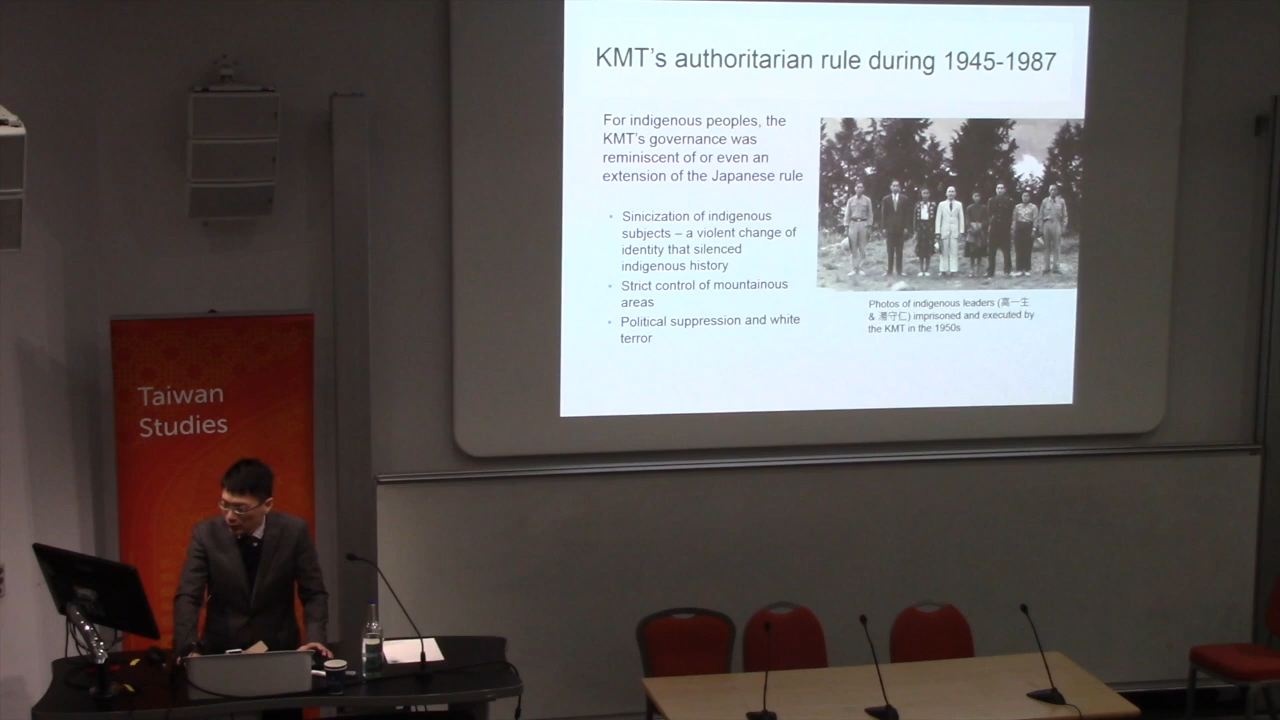 KMT's authoritarian rule during 1945-1987
For indigenous peoples, the
KMT's governance was
reminiscent of or even an
extension of the Japanese rule
• Sinicization of indigenous
subjects – a violent change of
identity that silenced
indigenous history
• Strict control of mountainous
areas
• Political suppression and white
terror
Photos of indigenous leaders (高一生
& 湯守仁) imprisoned and executed by
the KMT in the 1950s
Taiwan
Studies